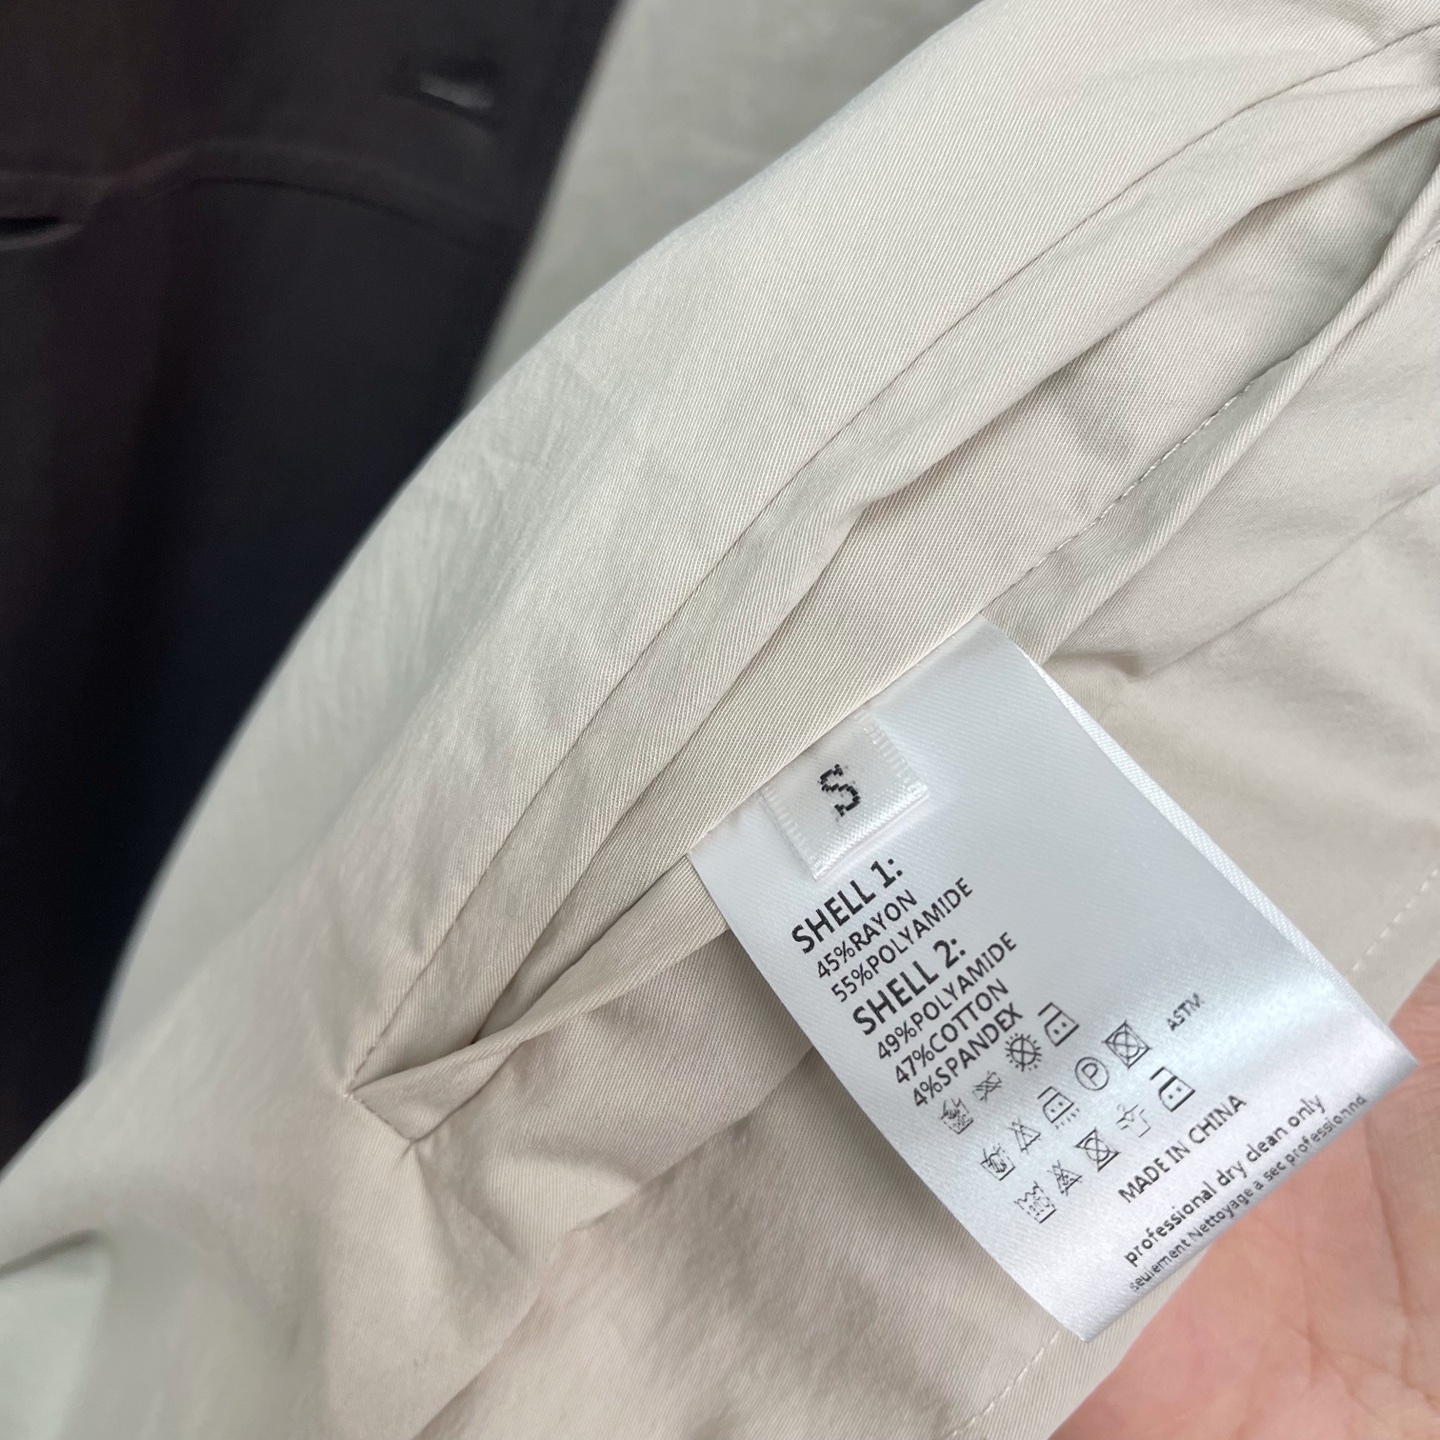 S
SHELL 1:
45%RAYON
55%POLYAMIDE
SHELL 2:
49%POLYAMIDE
47%COTTON
4%SPANDEX
P
ASTM
MADE IN CHINA
professional dry clean only
seulement Nettoyage a sec professionnd